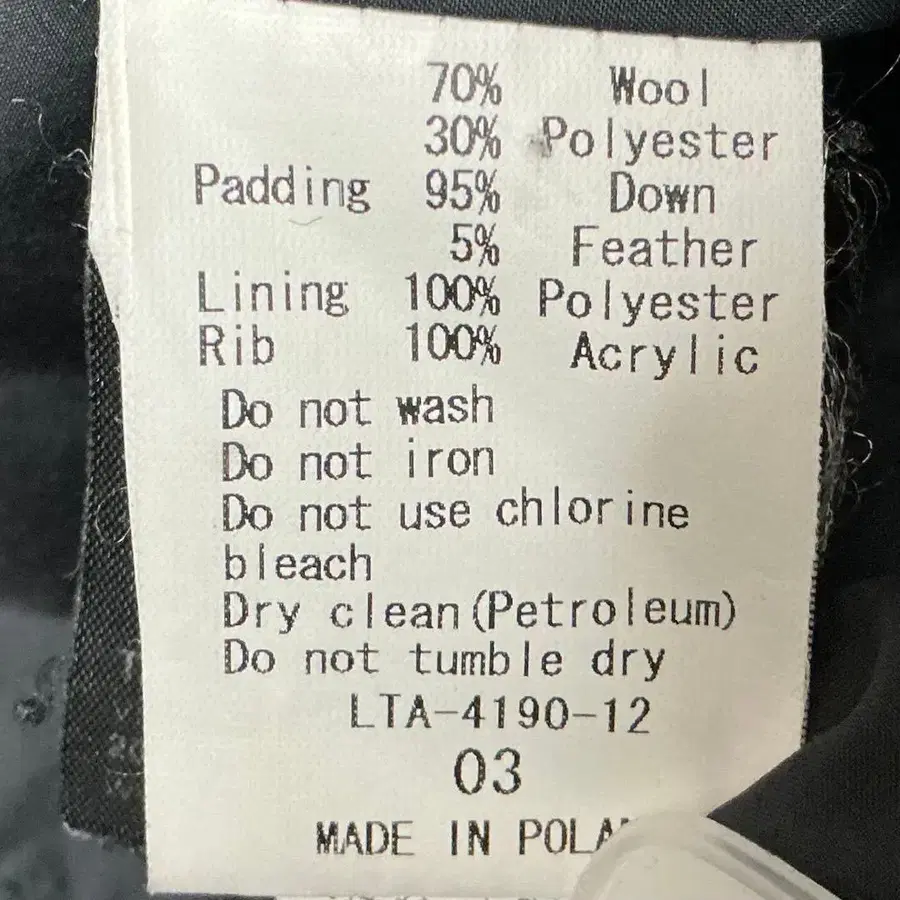 70% Wool
30% Polyester
Padding 95% Down
5% Feather
Lining 100% Polyester
Rib 100% Acrylic
Do not wash
Do not iron
Do not use chlorine
bleach
Dry clean(Petroleum)
Do not tumble dry
LTA-4190-12
03
MADE IN